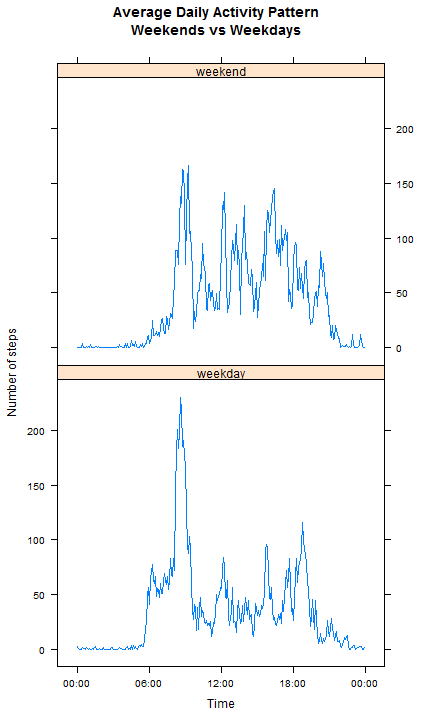 Average Daily Activity Pattern
Weekends vs Weekdays
weekend
200
150
100
50
0
Number of steps
weekday
200
150
100
50
0
00:00 06:00 12:00 18:00 00:00
Time